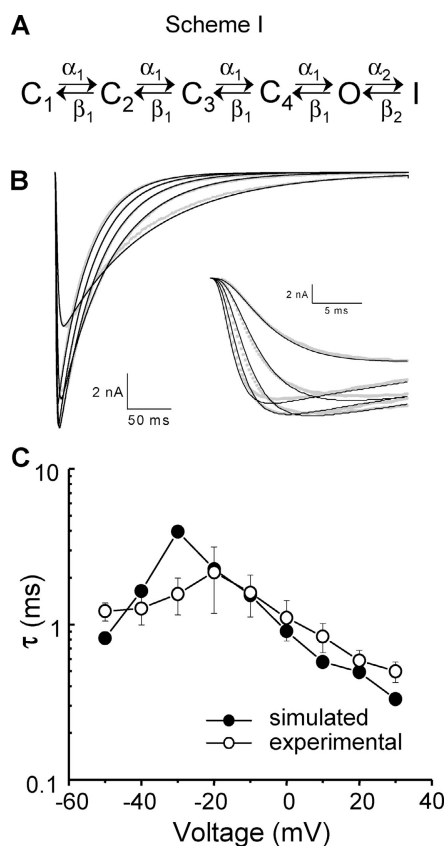 A
Scheme I
α1 α1 α1 α1 α2
C1 C2 C3 C4 O I
β1 β1 β1 β1 β2
B
2 nA
5 ms
2 nA
50 ms
C
10
1
0.1
τ (ms)
simulated
experimental
-60 -40 -20 0 20 40
Voltage (mV)